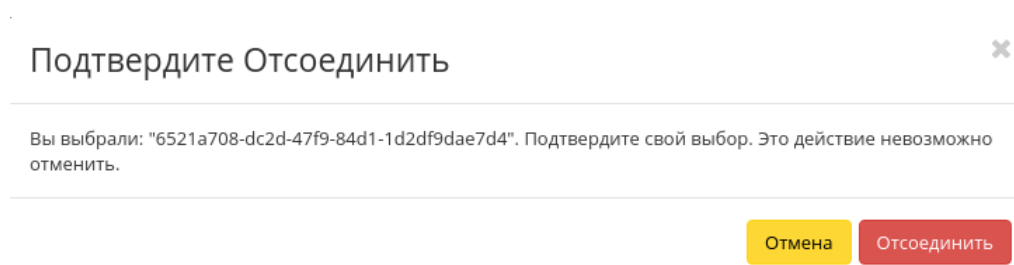 Подтвердите Отсоединить
Вы выбрали: "6521a708-dc2d-47f9-84d1-1d2df9dae7d4". Подтвердите свой выбор. Это действие невозможно
отменить.
Отмена
Отсоединить